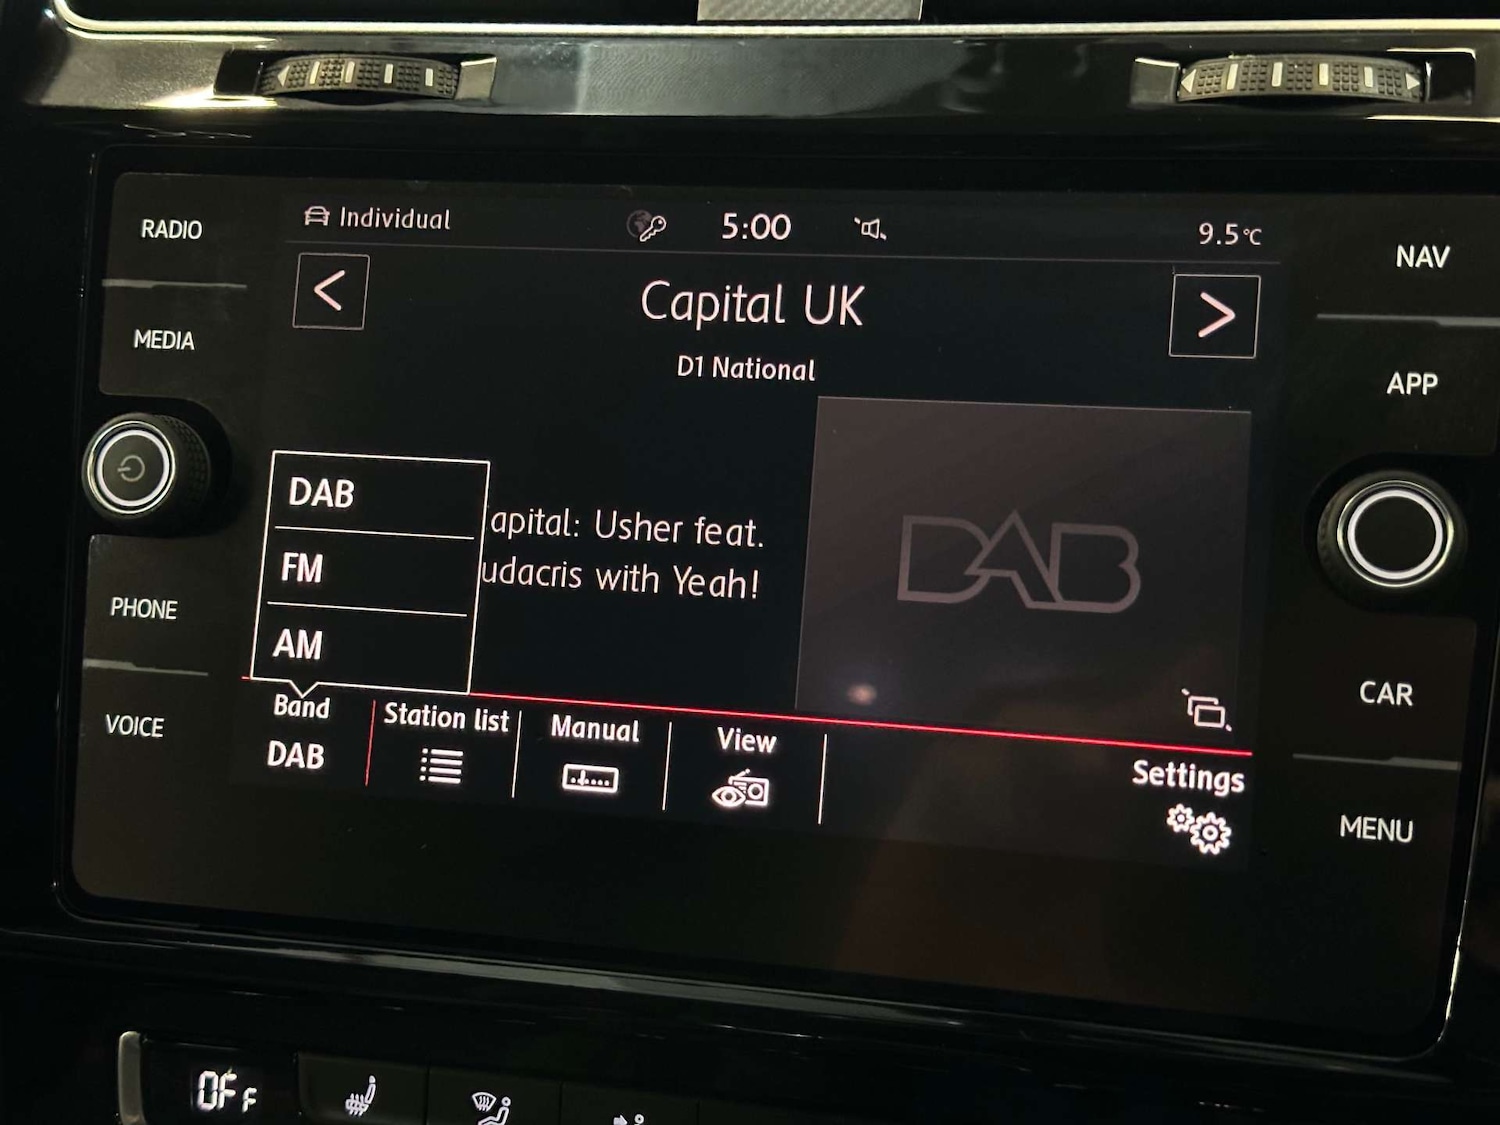 RADIO
MEDIA
PHONE
VOICE
Individual
5:00
9.5°C
Capital UK
D1 National
DAB
FM
AM
apital: Usher feat.
udacris with Yeah!
DAB
Band
DAB
Station list
Manual
View
Settings
NAV
APP
CAR
MENU
OFF